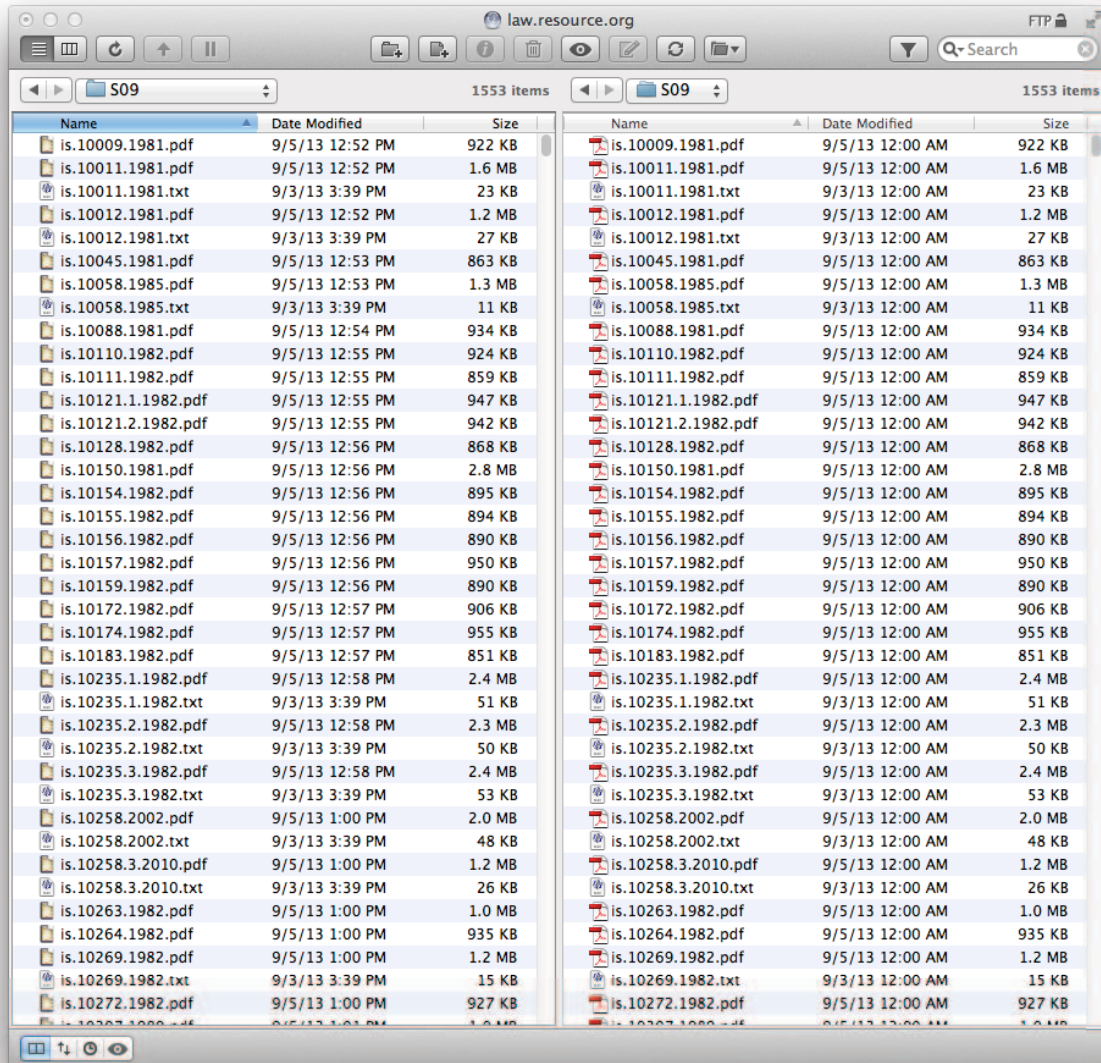 law.resource.org FTP
Search
S09 1553 items S09 1553 items
Name Date Modified Size Name Date Modified Size
is.10009.1981.pdf 9/5/13 12:52 PM 922 KB is.10009.1981.pdf 9/5/13 12:00 AM 922 KB
is.10011.1981.pdf 9/5/13 12:52 PM 1.6 MB is.10011.1981.pdf 9/5/13 12:00 AM 1.6 MB
is.10011.1981.txt 9/3/13 3:39 PM 23 KB is.10011.1981.txt 9/3/13 12:00 AM 23 KB
is.10012.1981.pdf 9/5/13 12:52 PM 1.2 MB is.10012.1981.pdf 9/5/13 12:00 AM 1.2 MB
is.10012.1981.txt 9/3/13 3:39 PM 27 KB is.10012.1981.txt 9/3/13 12:00 AM 27 KB
is.10045.1981.pdf 9/5/13 12:53 PM 863 KB is.10045.1981.pdf 9/5/13 12:00 AM 863 KB
is.10058.1985.pdf 9/5/13 12:53 PM 1.3 MB is.10058.1985.pdf 9/5/13 12:00 AM 1.3 MB
is.10058.1985.txt 9/3/13 3:39 PM 11 KB is.10058.1985.txt 9/3/13 12:00 AM 11 KB
is.10088.1981.pdf 9/5/13 12:54 PM 934 KB is.10088.1981.pdf 9/5/13 12:00 AM 934 KB
is.10110.1982.pdf 9/5/13 12:55 PM 924 KB is.10110.1982.pdf 9/5/13 12:00 AM 924 KB
is.10111.1982.pdf 9/5/13 12:55 PM 859 KB is.10111.1982.pdf 9/5/13 12:00 AM 859 KB
is.10121.1.1982.pdf 9/5/13 12:55 PM 947 KB is.10121.1.1982.pdf 9/5/13 12:00 AM 947 KB
is.10121.2.1982.pdf 9/5/13 12:55 PM 942 KB is.10121.2.1982.pdf 9/5/13 12:00 AM 942 KB
is.10128.1982.pdf 9/5/13 12:56 PM 868 KB is.10128.1982.pdf 9/5/13 12:00 AM 868 KB
is.10150.1981.pdf 9/5/13 12:56 PM 2.8 MB is.10150.1981.pdf 9/5/13 12:00 AM 2.8 MB
is.10154.1982.pdf 9/5/13 12:56 PM 895 KB is.10154.1982.pdf 9/5/13 12:00 AM 895 KB
is.10155.1982.pdf 9/5/13 12:56 PM 894 KB is.10155.1982.pdf 9/5/13 12:00 AM 894 KB
is.10156.1982.pdf 9/5/13 12:56 PM 890 KB is.10156.1982.pdf 9/5/13 12:00 AM 890 KB
is.10157.1982.pdf 9/5/13 12:56 PM 950 KB is.10157.1982.pdf 9/5/13 12:00 AM 950 KB
is.10159.1982.pdf 9/5/13 12:56 PM 890 KB is.10159.1982.pdf 9/5/13 12:00 AM 890 KB
is.10172.1982.pdf 9/5/13 12:57 PM 906 KB is.10172.1982.pdf 9/5/13 12:00 AM 906 KB
is.10174.1982.pdf 9/5/13 12:57 PM 955 KB is.10174.1982.pdf 9/5/13 12:00 AM 955 KB
is.10183.1982.pdf 9/5/13 12:57 PM 851 KB is.10183.1982.pdf 9/5/13 12:00 AM 851 KB
is.10235.1.1982.pdf 9/5/13 12:58 PM 2.4 MB is.10235.1.1982.pdf 9/5/13 12:00 AM 2.4 MB
is.10235.1.1982.txt 9/3/13 3:39 PM 51 KB is.10235.1.1982.txt 9/3/13 12:00 AM 51 KB
is.10235.2.1982.pdf 9/5/13 12:58 PM 2.3 MB is.10235.2.1982.pdf 9/5/13 12:00 AM 2.3 MB
is.10235.2.1982.txt 9/3/13 3:39 PM 50 KB is.10235.2.1982.txt 9/3/13 12:00 AM 50 KB
is.10235.3.1982.pdf 9/5/13 12:58 PM 2.4 MB is.10235.3.1982.pdf 9/5/13 12:00 AM 2.4 MB
is.10235.3.1982.txt 9/3/13 3:39 PM 53 KB is.10235.3.1982.txt 9/3/13 12:00 AM 53 KB
is.10258.2002.pdf 9/5/13 1:00 PM 2.0 MB is.10258.2002.pdf 9/5/13 12:00 AM 2.0 MB
is.10258.2002.txt 9/3/13 3:39 PM 48 KB is.10258.2002.txt 9/3/13 12:00 AM 48 KB
is.10258.3.2010.pdf 9/5/13 1:00 PM 1.2 MB is.10258.3.2010.pdf 9/5/13 12:00 AM 1.2 MB
is.10258.3.2010.txt 9/3/13 3:39 PM 26 KB is.10258.3.2010.txt 9/3/13 12:00 AM 26 KB
is.10263.1982.pdf 9/5/13 1:00 PM 1.0 MB is.10263.1982.pdf 9/5/13 12:00 AM 1.0 MB
is.10264.1982.pdf 9/5/13 1:00 PM 935 KB is.10264.1982.pdf 9/5/13 12:00 AM 935 KB
is.10269.1982.pdf 9/5/13 1:00 PM 1.2 MB is.10269.1982.pdf 9/5/13 12:00 AM 1.2 MB
is.10269.1982.txt 9/3/13 3:39 PM 15 KB is.10269.1982.txt 9/3/13 12:00 AM 15 KB
is.10272.1982.pdf 9/5/13 1:00 PM 927 KB is.10272.1982.pdf 9/5/13 12:00 AM 927 KB